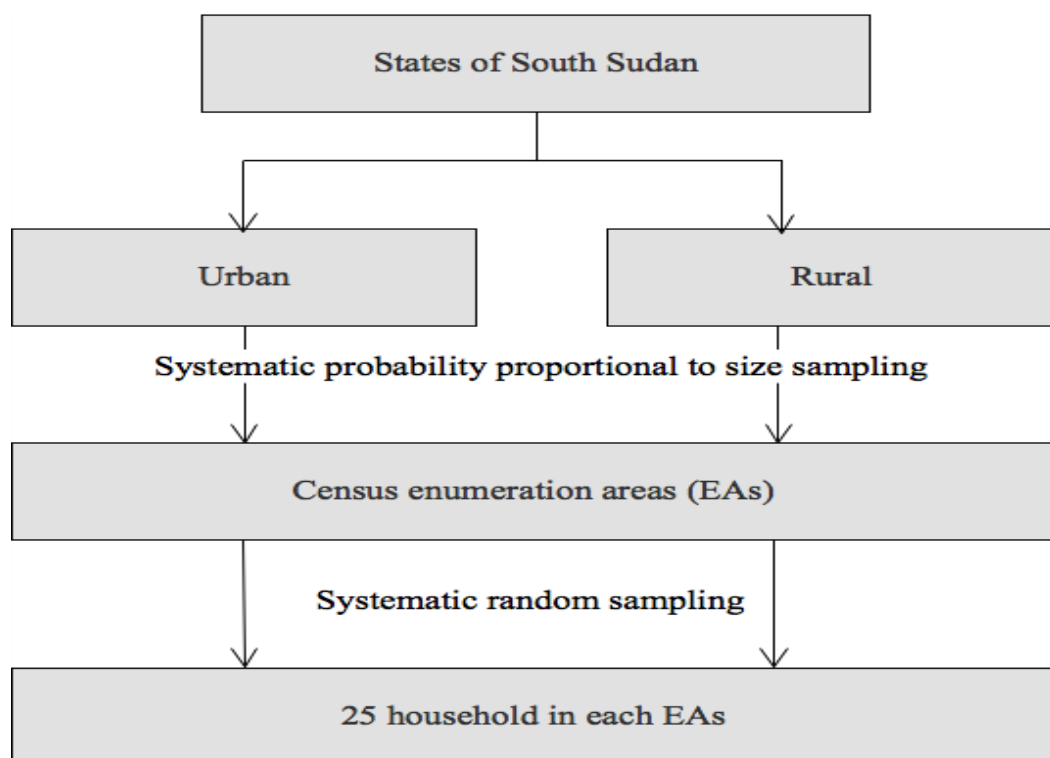 States of South Sudan
Urban
Rural
Systematic probability proportional to size sampling
Census enumeration areas (EAs)
Systematic random sampling
25 household in each EAs